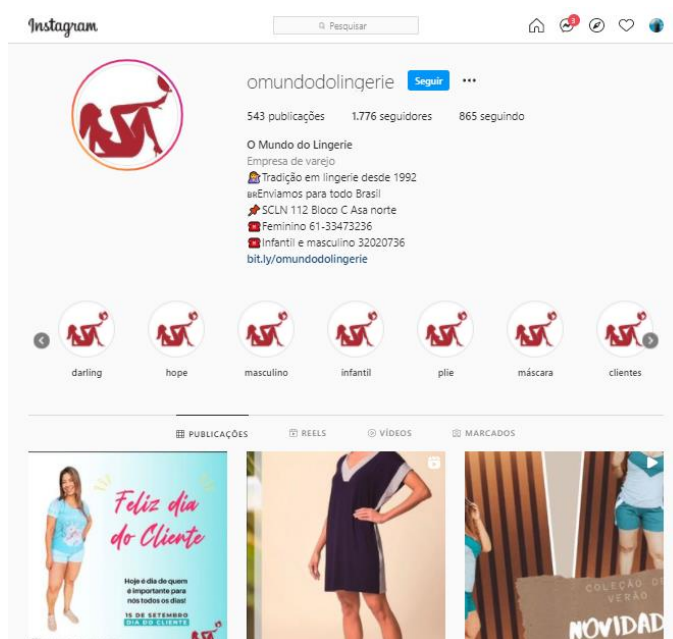 Instagram
Pesquisar
3
omundodolingerie Seguir
543 publicações 1.776 seguidores 865 seguindo
O Mundo do Lingerie
Empresa de varejo
Tradição em lingerie desde 1992
BREnviamos para todo Brasil
SCLN 112 Bloco C Asa norte
Feminino 61-33473236
Infantil e masculino 32020736
bit.ly/omundodolingerie
darling hope masculino infantil plie máscara clientes
PUBLICAÇÕES REELS VÍDEOS MARCADOS
Feliz dia
do Cliente
Hoje é dia de quem
é importante para
nós todos os dias!
15 DE SETEMBRO
DIA DO CLIENTE
COLEÇÃO DE
VERÃO
NOVIDAD